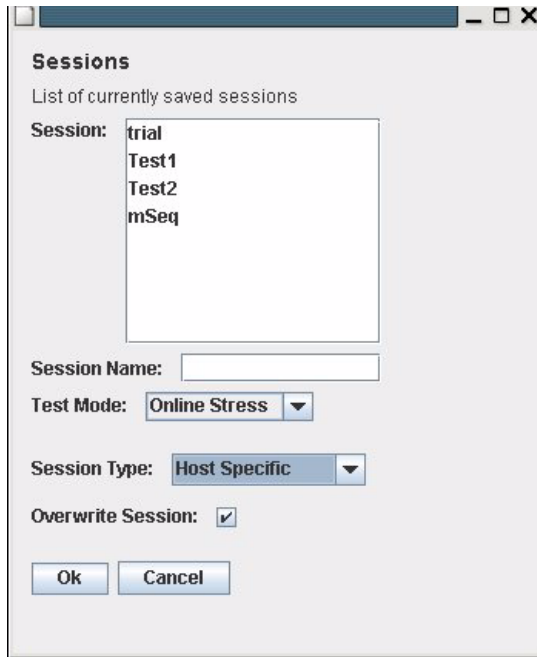 Sessions
List of currently saved sessions
Session:
trial
Test1
Test2
mSeq
Session Name:
Test Mode: Online Stress
Session Type: Host Specific
Overwrite Session:
Ok Cancel